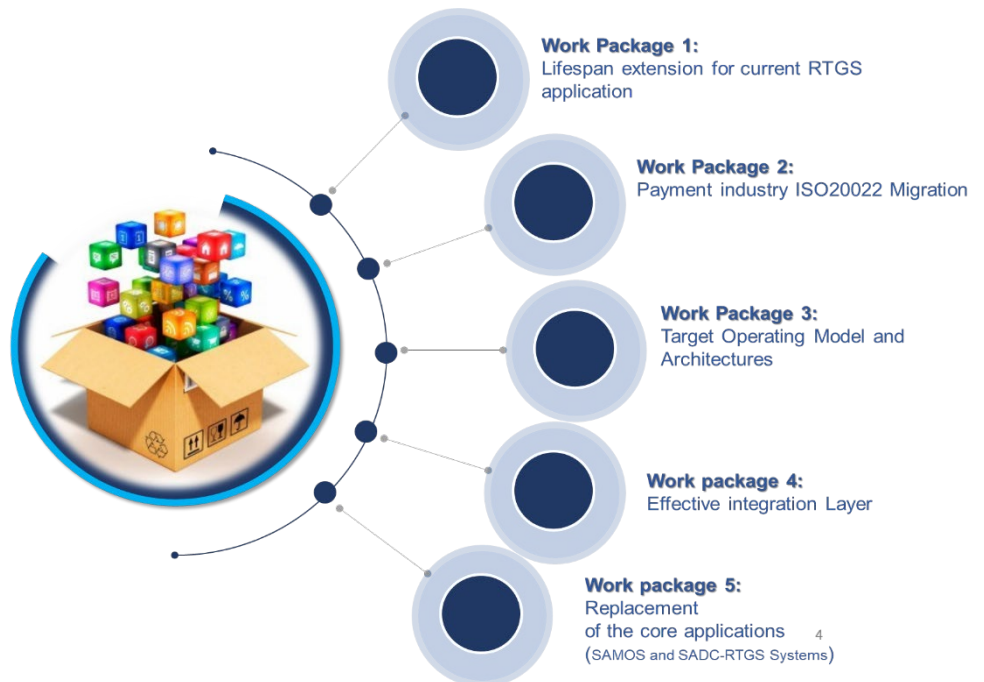 Work Package 1:
Lifespan extension for current RTGS
application
Work Package 2:
Payment industry ISO20022 Migration
Work Package 3:
Target Operating Model and
Architectures
Work package 4:
Effective integration Layer
Work package 5:
Replacement
of the core applications
(SAMOS and SADC-RTGS Systems)
4